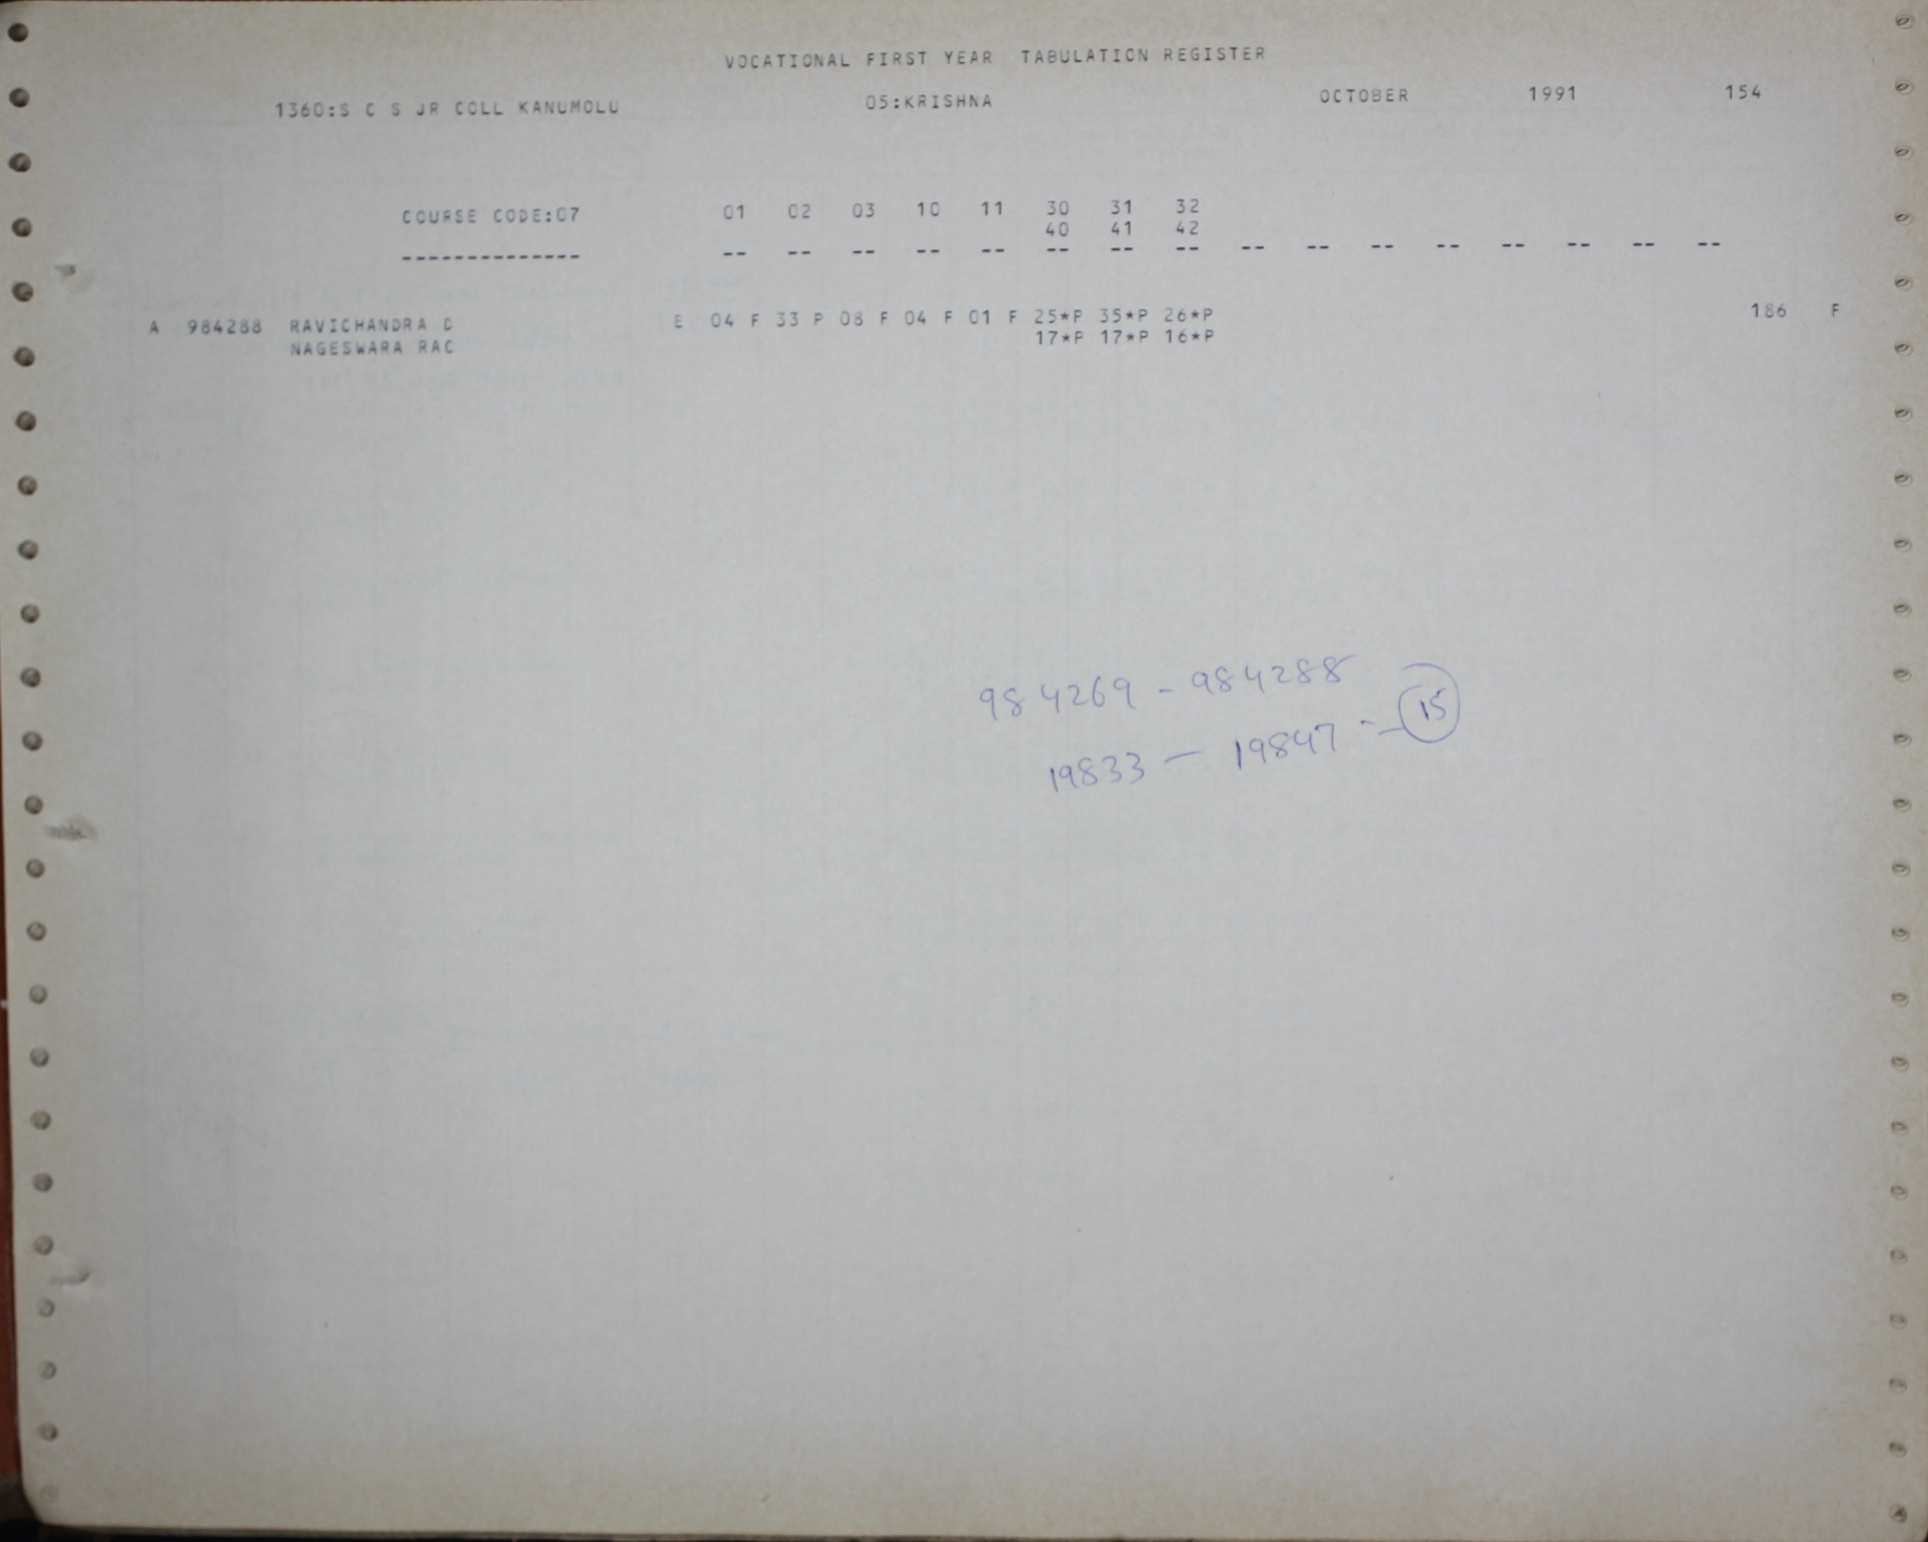 VOCATIONAL FIRST YEAR TABULATION REGISTER
1360:S C S JR COLL KANUMOLU 05:KRISHNA OCTOBER 1991 154
COURSE CODE:07 01 02 03 10 11 30 31 32
40 41 42
-------------- -- -- -- -- -- -- -- -- -- -- -- -- -- -- -- --
A 984288 RAVICHANDRA D E 04 F 33 P 08 F 04 F 01 F 25*P 35*P 26*P 186 F
NAGESWARA RAO 17*P 17*P 16*P
984269 - 984288
19833 - 19847 = 15